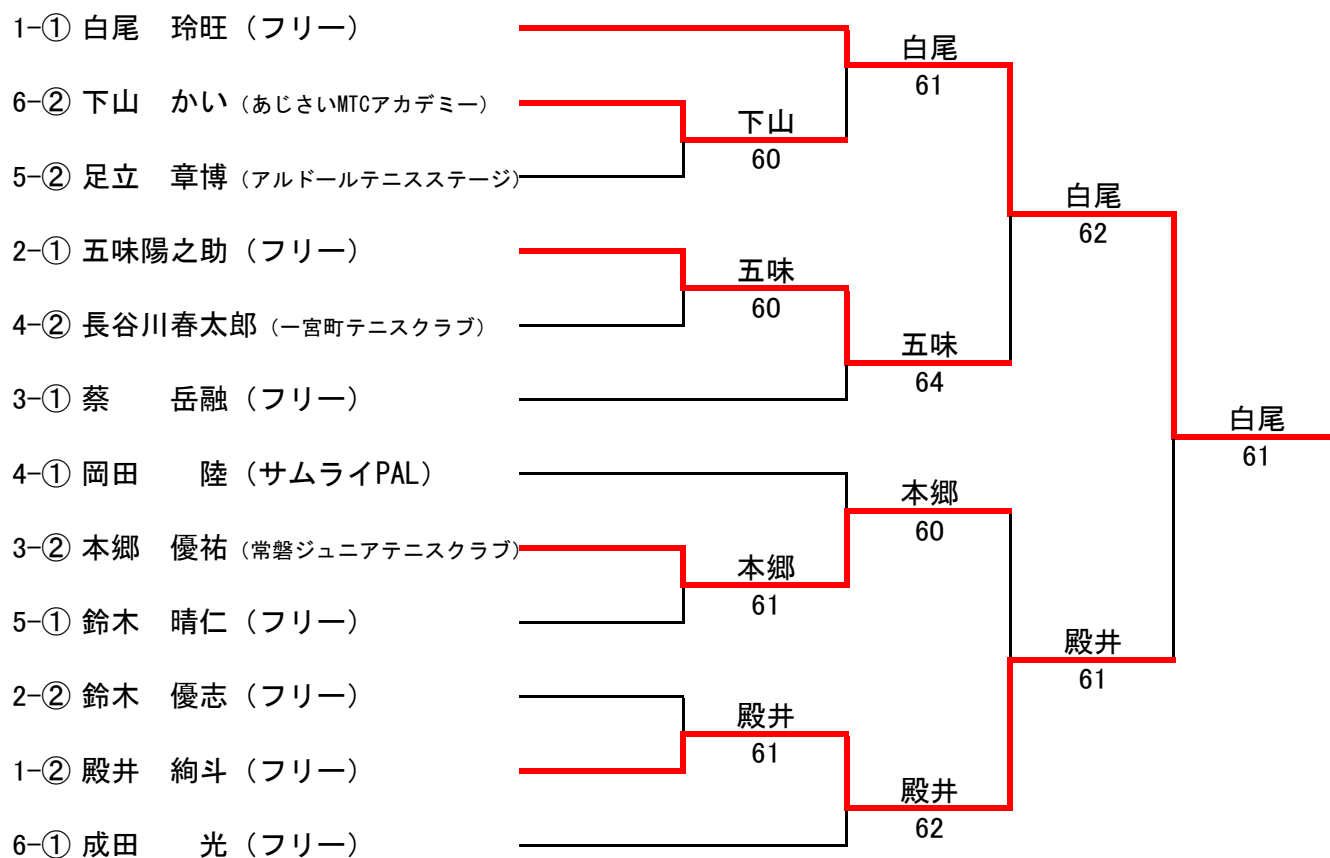 1-① 白尾　玲旺（フリー）
白尾
61
6-② 下山　かい（あじさいMTCアカデミー）
下山
60
5-② 足立　章博（アルドールテニスステージ）
白尾
62
2-① 五味陽之助（フリー）
五味
60
4-② 長谷川春太郎（一宮町テニスクラブ）
五味
64
3-① 蔡　　岳融（フリー）
白尾
61
4-① 岡田　　陸（サムライPAL）
本郷
60
3-② 本郷　優祐（常磐ジュニアテニスクラブ）
本郷
61
5-① 鈴木　晴仁（フリー）
殿井
61
2-② 鈴木　優志（フリー）
殿井
61
1-② 殿井　絢斗（フリー）
殿井
62
6-① 成田　　光（フリー）